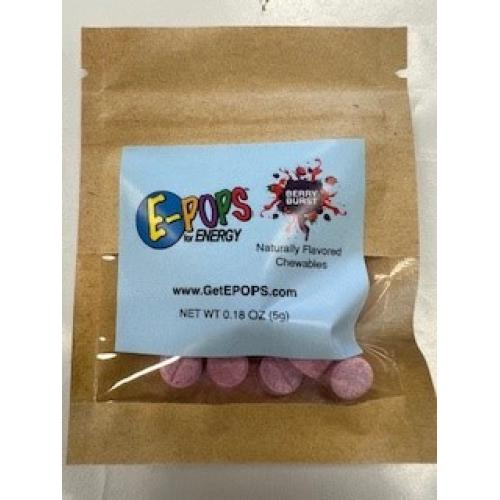 E-POPS
for ENERGY
BERRY
BURST
Naturally Flavored
Chewables
www.GetEPOPS.com
NET WT 0.18 OZ (5g)